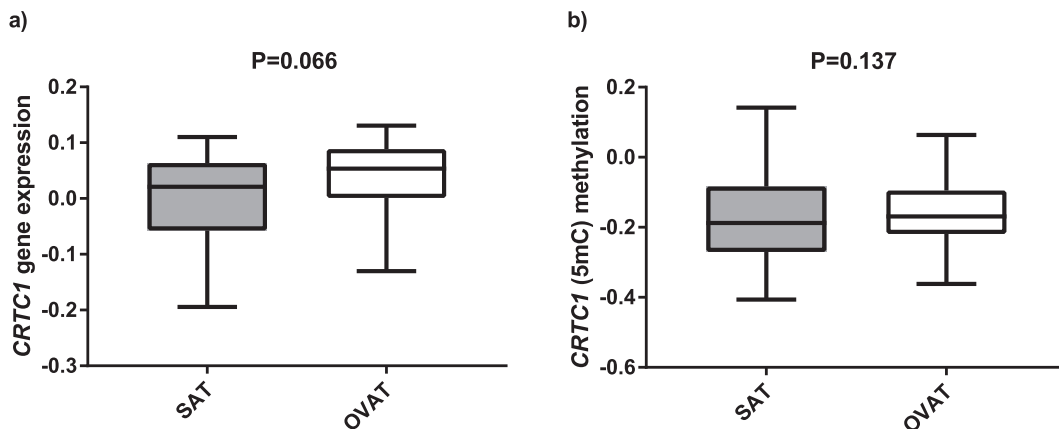 a)
P=0.066
CRTC1 gene expression
0.2
0.1
0.0
-0.1
-0.2
-0.3
SAT
OVAT
b)
P=0.137
CRTC1 (5mC) methylation
0.2
0.0
-0.2
-0.4
-0.6
SAT
OVAT